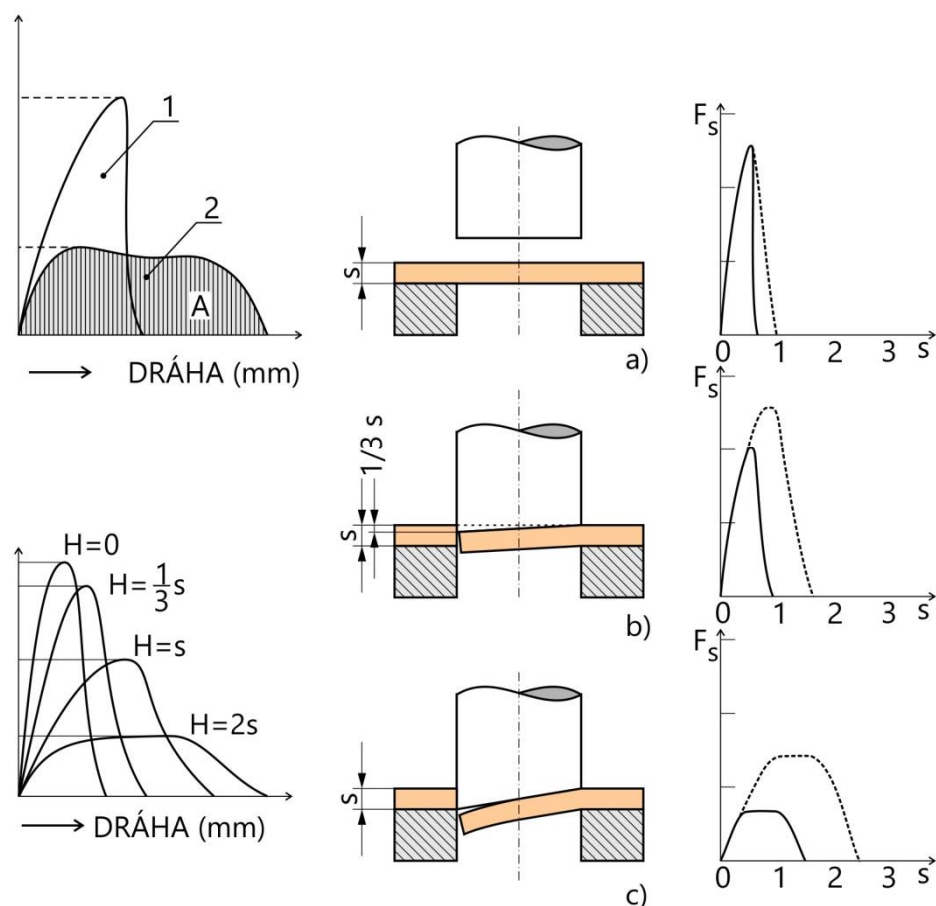 1
2
A
DRÁHA (mm)
s
a)
Fs
0 1 2 3 s
H=0
H=1/3 s
H=s
H=2s
DRÁHA (mm)
1/3 s
s
b)
Fs
0 1 2 3 s
s
c)
Fs
0 1 2 3 s